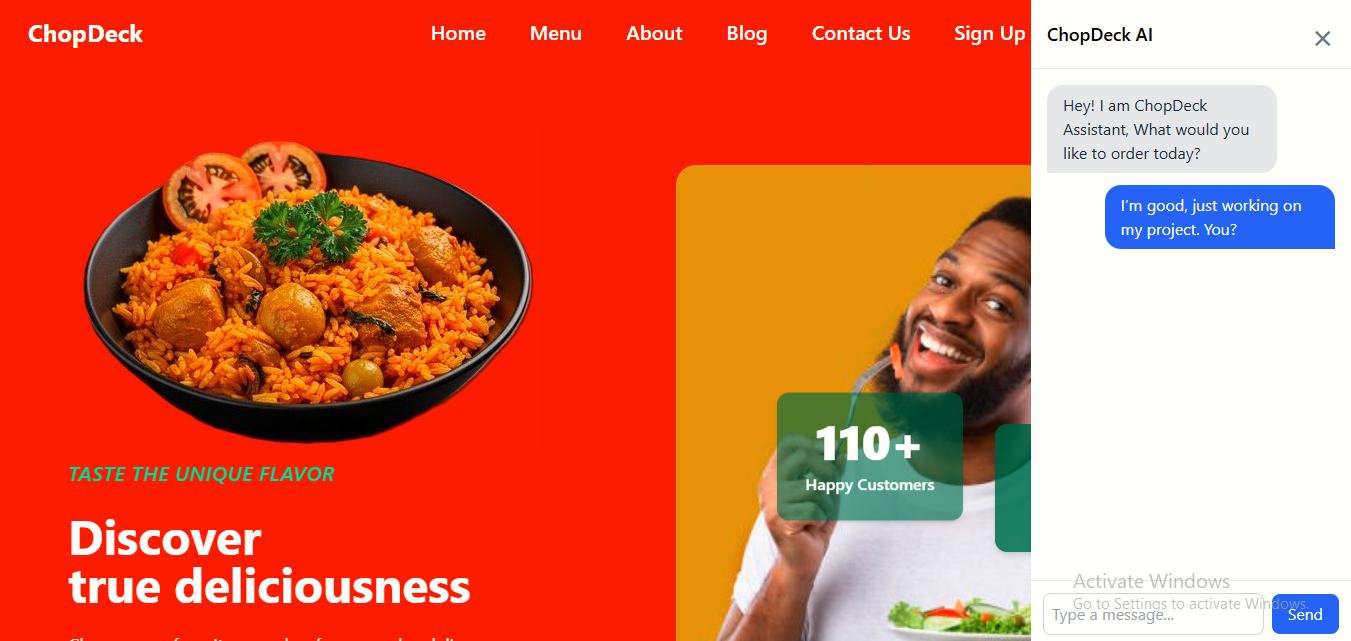 ChopDeck
Home Menu About Blog Contact Us Sign Up
TASTE THE UNIQUE FLAVOR
Discover
true deliciousness
110+
Happy Customers
ChopDeck AI
Hey! I am ChopDeck
Assistant, What would you
like to order today?
I'm good, just working on
my project. You?
Activate Windows
Go to Settings to activate Windows.
Type a message...
Send